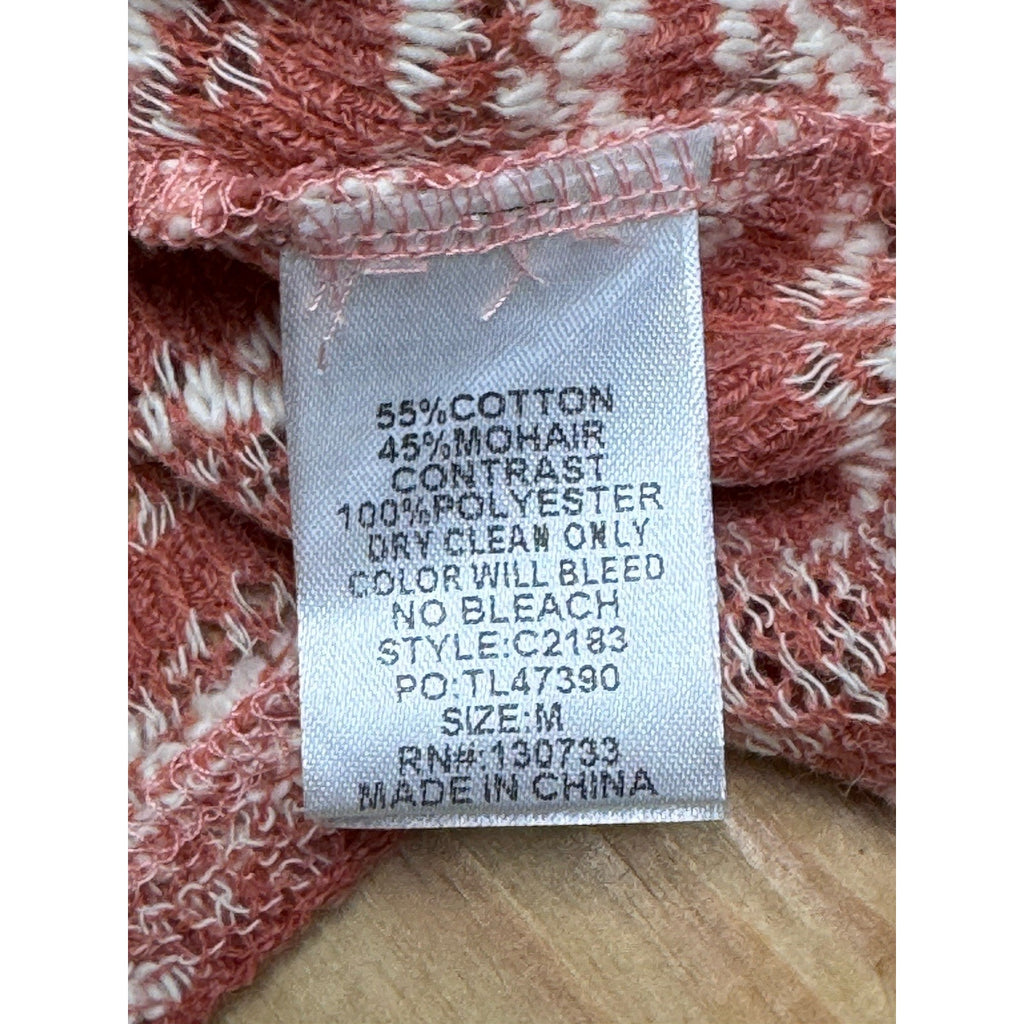 55%COTTON
45%MOHAIR
CONTRAST
100%POLYESTER
DRY CLEAN ONLY
COLOR WILL BLEED
NO BLEACH
STYLE:C2183
PO:TL47390
SIZE:M
RN#:130733
MADE IN CHINA